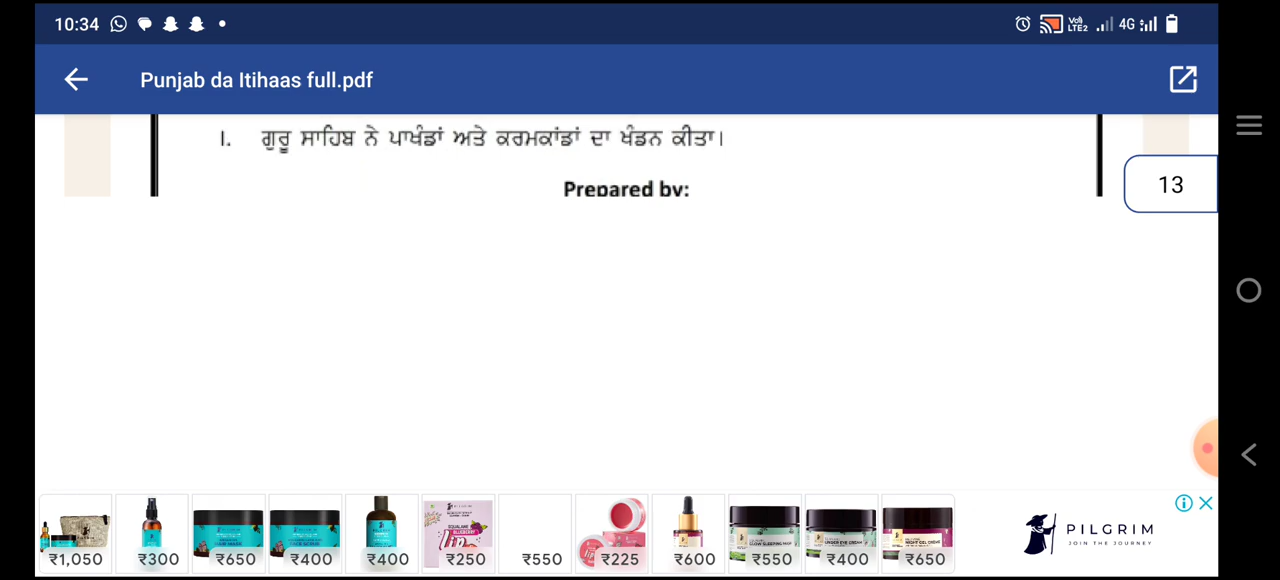 10:34 VoLTE2 4G
Punjab da Itihaas full.pdf
I. ਗੁਰੂ ਸਾਹਿਬ ਨੇ ਪਾਖੰਡਾਂ ਅਤੇ ਕਰਮਕਾਂਡਾਂ ਦਾ ਖੰਡਨ ਕੀਤਾ।
13
Prepared by:
₹1,050 ₹300 ₹650 ₹400 ₹400 ₹250 ₹550 ₹225 ₹600 ₹550 ₹400 ₹650
PILGRIM
JOIN THE JOURNEY